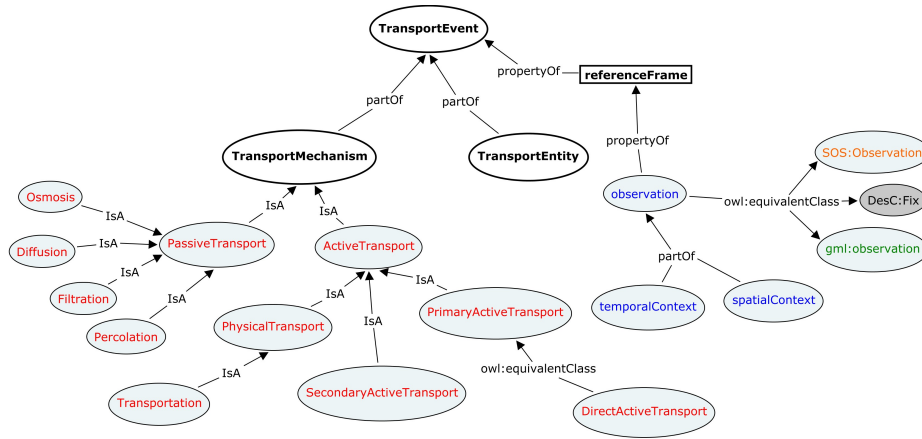 TransportEvent
propertyOf
referenceFrame
partOf
partOf
propertyOf
TransportMechanism
TransportEntity
SOS:Observation
Osmosis
observation
owl:equivalentClass
DesC:Fix
IsA
IsA
IsA
Diffusion
IsA
PassiveTransport
ActiveTransport
gml:observation
partOf
IsA
Filtration
IsA
IsA
IsA
temporalContext
spatialContext
Percolation
PhysicalTransport
PrimaryActiveTransport
IsA
IsA
owl:equivalentClass
Transportation
SecondaryActiveTransport
DirectActiveTransport